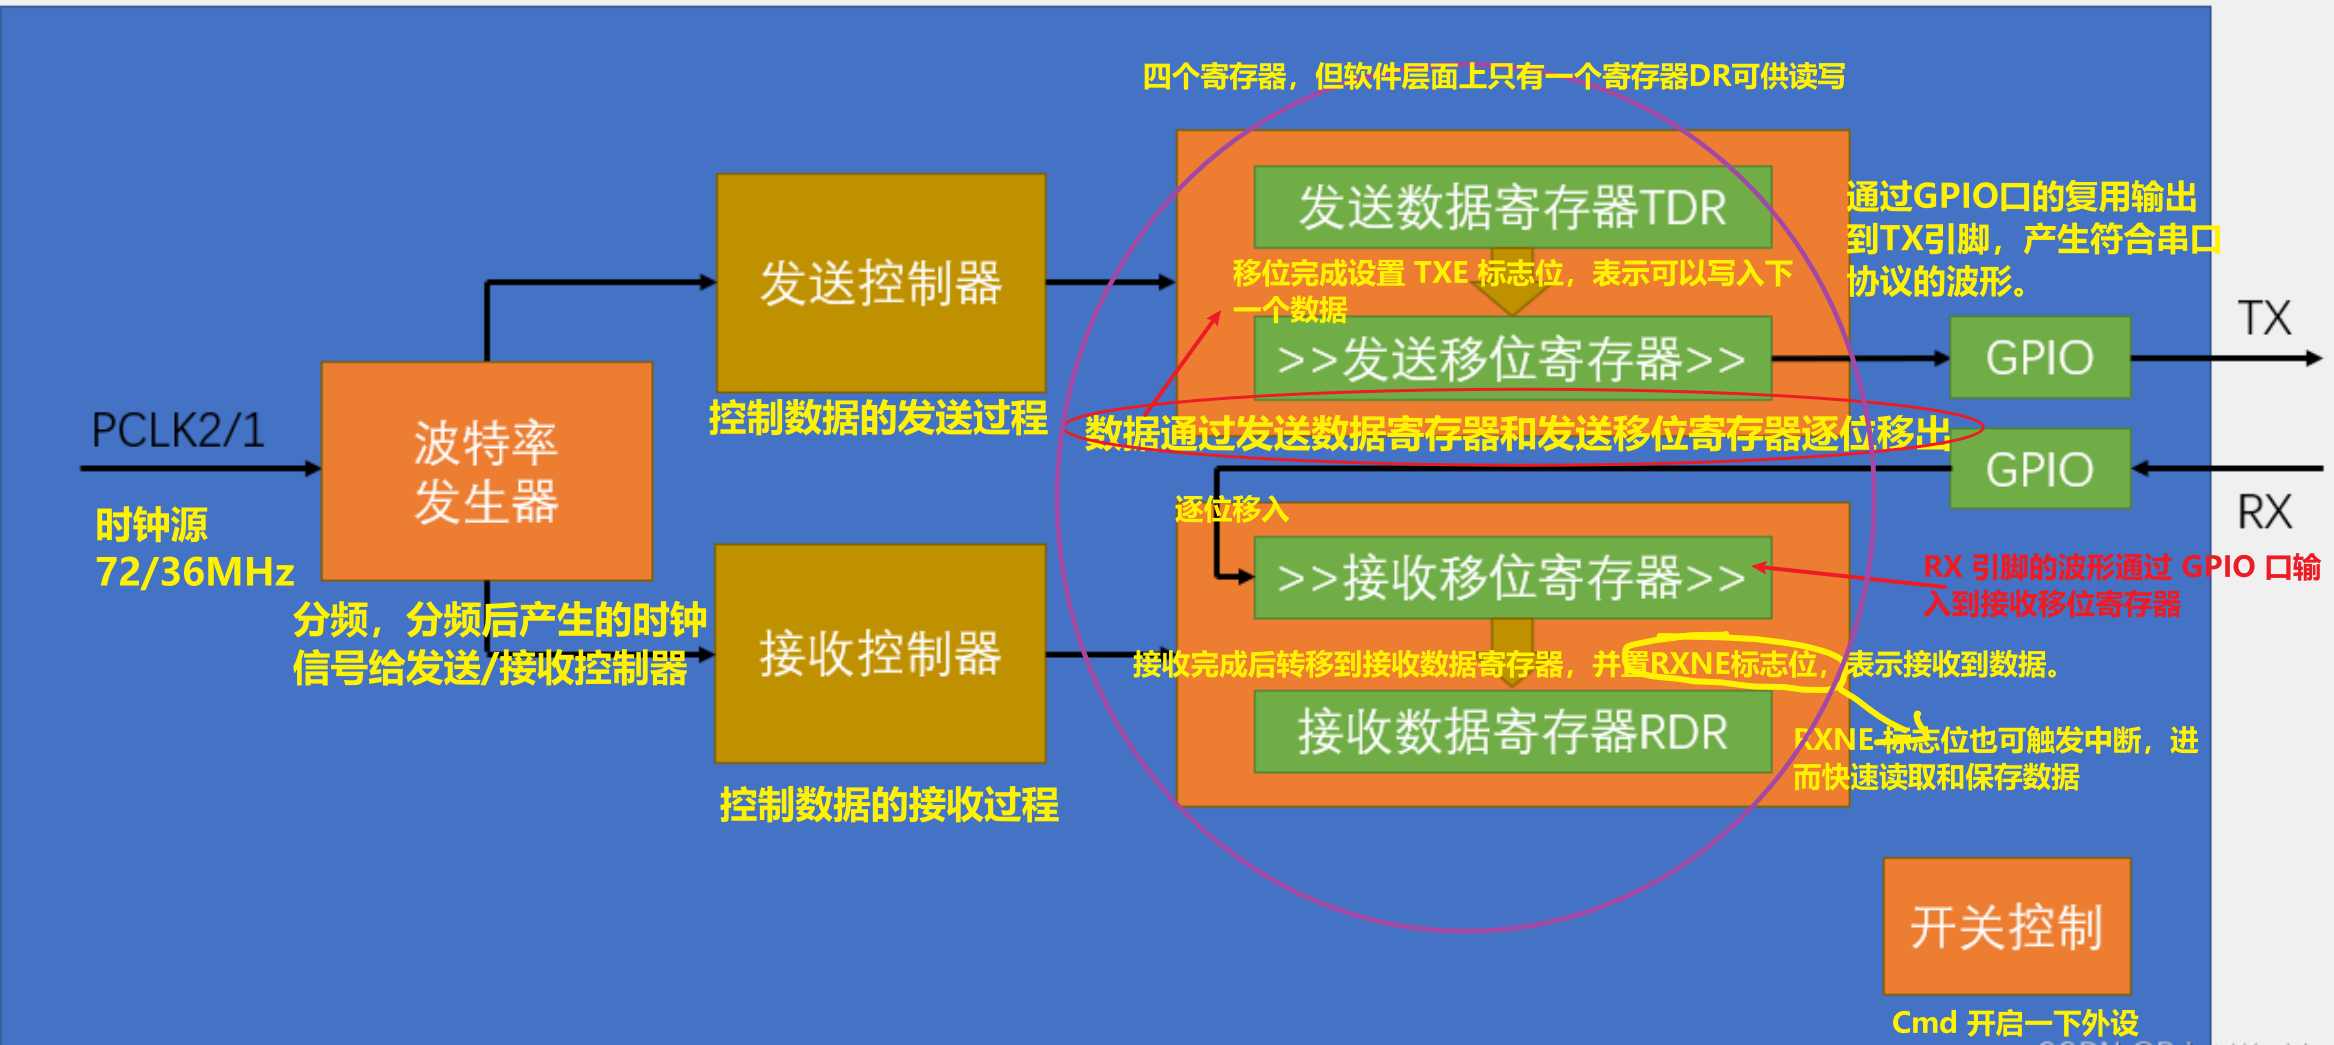 四个寄存器，但软件层面上只有一个寄存器DR可供读写
发送数据寄存器TDR
通过GPIO口的复用输出
到TX引脚，产生符合串口
协议的波形。
发送控制器
移位完成设置 TXE 标志位，表示可以写入下
一个数据
>>发送移位寄存器>>
GPIO
TX
控制数据的发送过程
数据通过发送数据寄存器和发送移位寄存器逐位移出
PCLK2/1
波特率
发生器
GPIO
RX
时钟源
72/36MHz
逐位移入
>>接收移位寄存器>>
RX 引脚的波形通过 GPIO 口输
入到接收移位寄存器
分频，分频后产生的时钟
信号给发送/接收控制器
接收控制器
接收完成后转移到接收数据寄存器，并置RXNE标志位，表示接收到数据。
接收数据寄存器RDR
RXNE 标志位也可触发中断，进
而快速读取和保存数据
控制数据的接收过程
开关控制
Cmd 开启一下外设